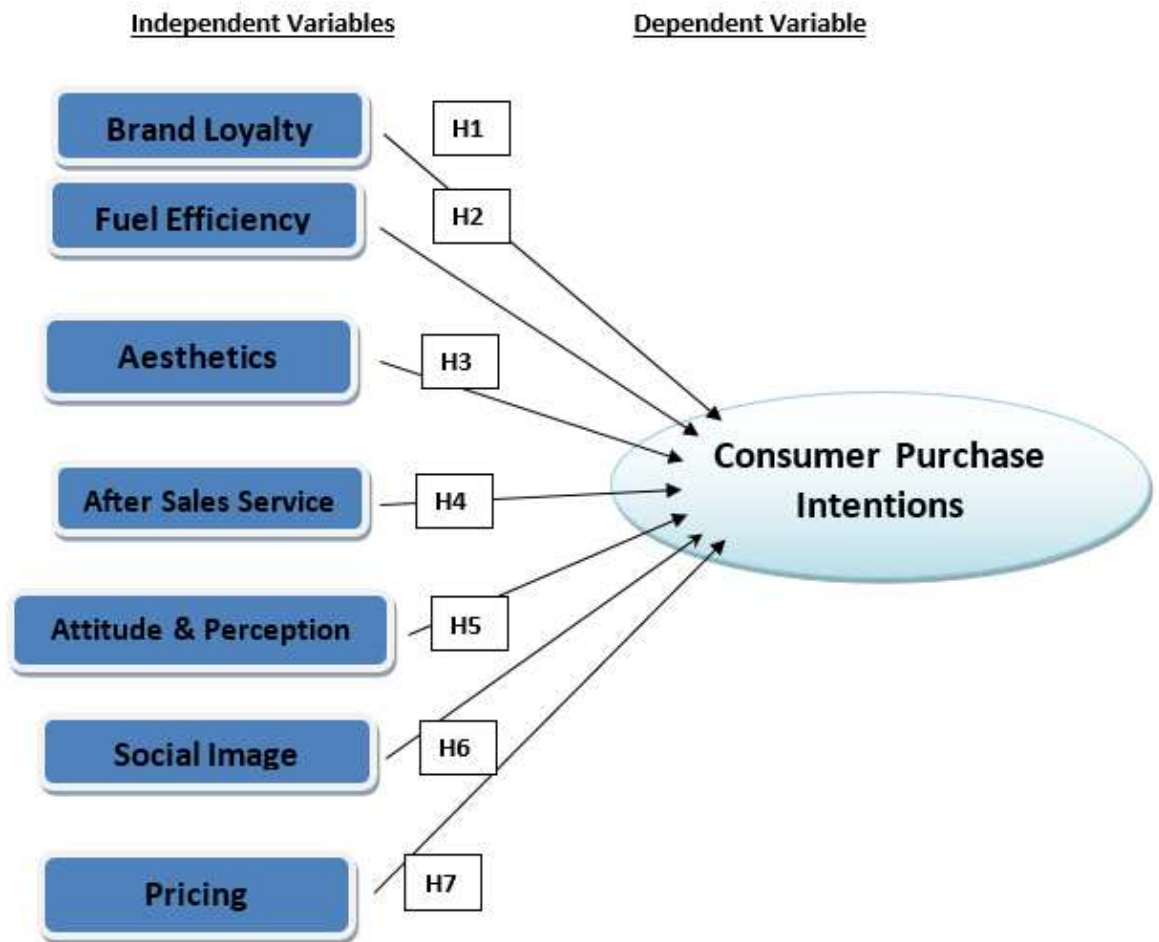 Independent Variables
Dependent Variable
Brand Loyalty
H1
Fuel Efficiency
H2
Aesthetics
H3
After Sales Service
H4
Attitude & Perception
H5
Social Image
H6
Pricing
H7
Consumer Purchase
Intentions